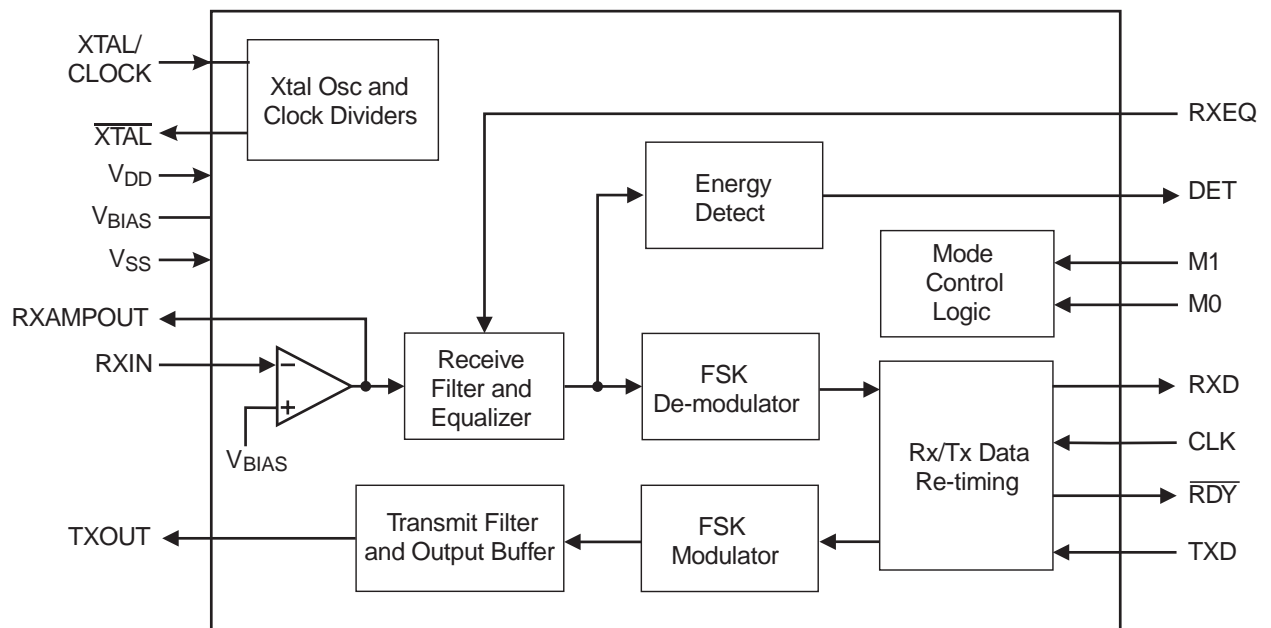 XTAL/
CLOCK
XTAL
VDD
VBIAS
VSS
RXAMPOUT
RXIN
TXOUT
Xtal Osc and
Clock Dividers
−
+
VBIAS
Receive
Filter and
Equalizer
Transmit Filter
and Output Buffer
Energy
Detect
FSK
De-modulator
FSK
Modulator
Mode
Control
Logic
Rx/Tx Data
Re-timing
RXEQ
DET
M1
M0
RXD
CLK
RDY
TXD